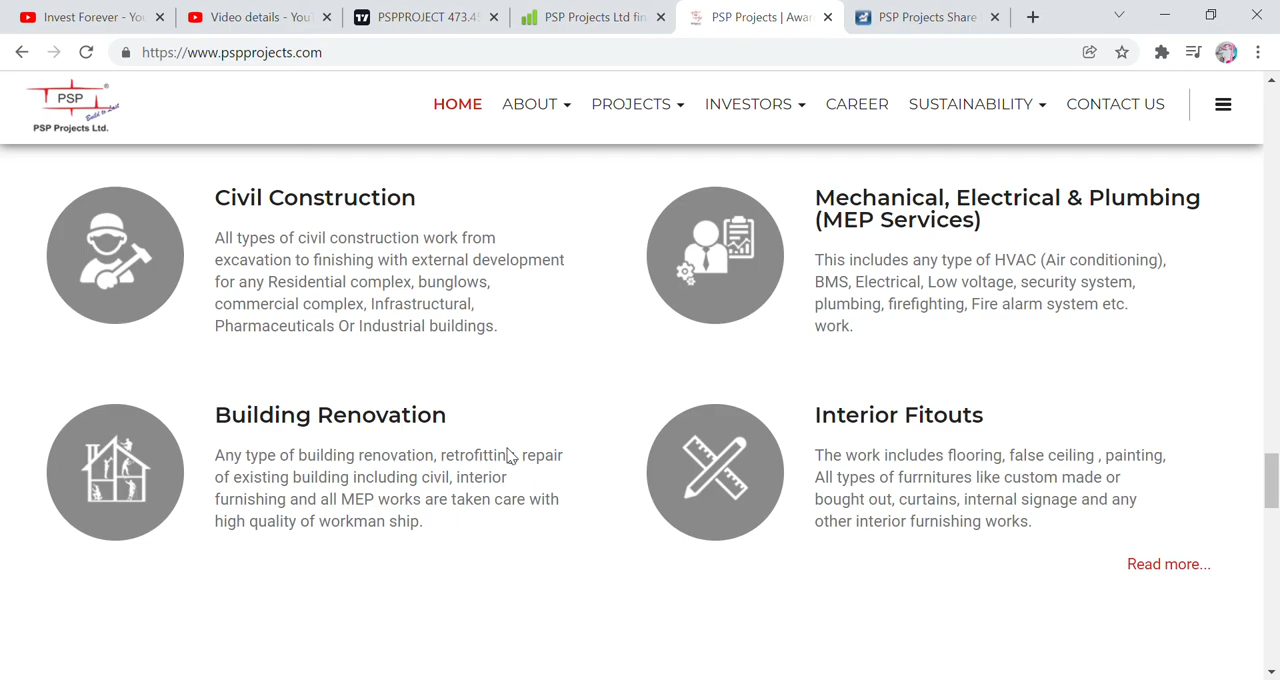 Invest Forever - You
Video details - YouT
PSPPROJECT 473.45
PSP Projects Ltd fin
PSP Projects | Awar
PSP Projects Share
https://www.pspprojects.com
PSP
Build to Last
PSP Projects Ltd.
HOME
ABOUT
PROJECTS
INVESTORS
CAREER
SUSTAINABILITY
CONTACT US
Civil Construction
All types of civil construction work from
excavation to finishing with external development
for any Residential complex, bunglows,
commercial complex, Infrastructural,
Pharmaceuticals Or Industrial buildings.
Mechanical, Electrical & Plumbing
(MEP Services)
This includes any type of HVAC (Air conditioning),
BMS, Electrical, Low voltage, security system,
plumbing, firefighting, Fire alarm system etc.
work.
Building Renovation
Any type of building renovation, retrofitting, repair
of existing building including civil, interior
furnishing and all MEP works are taken care with
high quality of workman ship.
Interior Fitouts
The work includes flooring, false ceiling , painting,
All types of furrnitures like custom made or
bought out, curtains, internal signage and any
other interior furnishing works.
Read more...